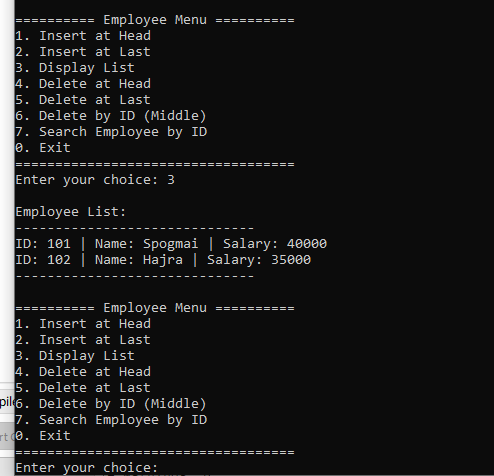 ========== Employee Menu ==========
1. Insert at Head
2. Insert at Last
3. Display List
4. Delete at Head
5. Delete at Last
6. Delete by ID (Middle)
7. Search Employee by ID
0. Exit
===================================
Enter your choice: 3
Employee List:
------------------------------
ID: 101 | Name: Spogmai | Salary: 40000
ID: 102 | Name: Hajra | Salary: 35000
------------------------------
========== Employee Menu ==========
1. Insert at Head
2. Insert at Last
3. Display List
4. Delete at Head
5. Delete at Last
6. Delete by ID (Middle)
7. Search Employee by ID
0. Exit
===================================
Enter your choice: